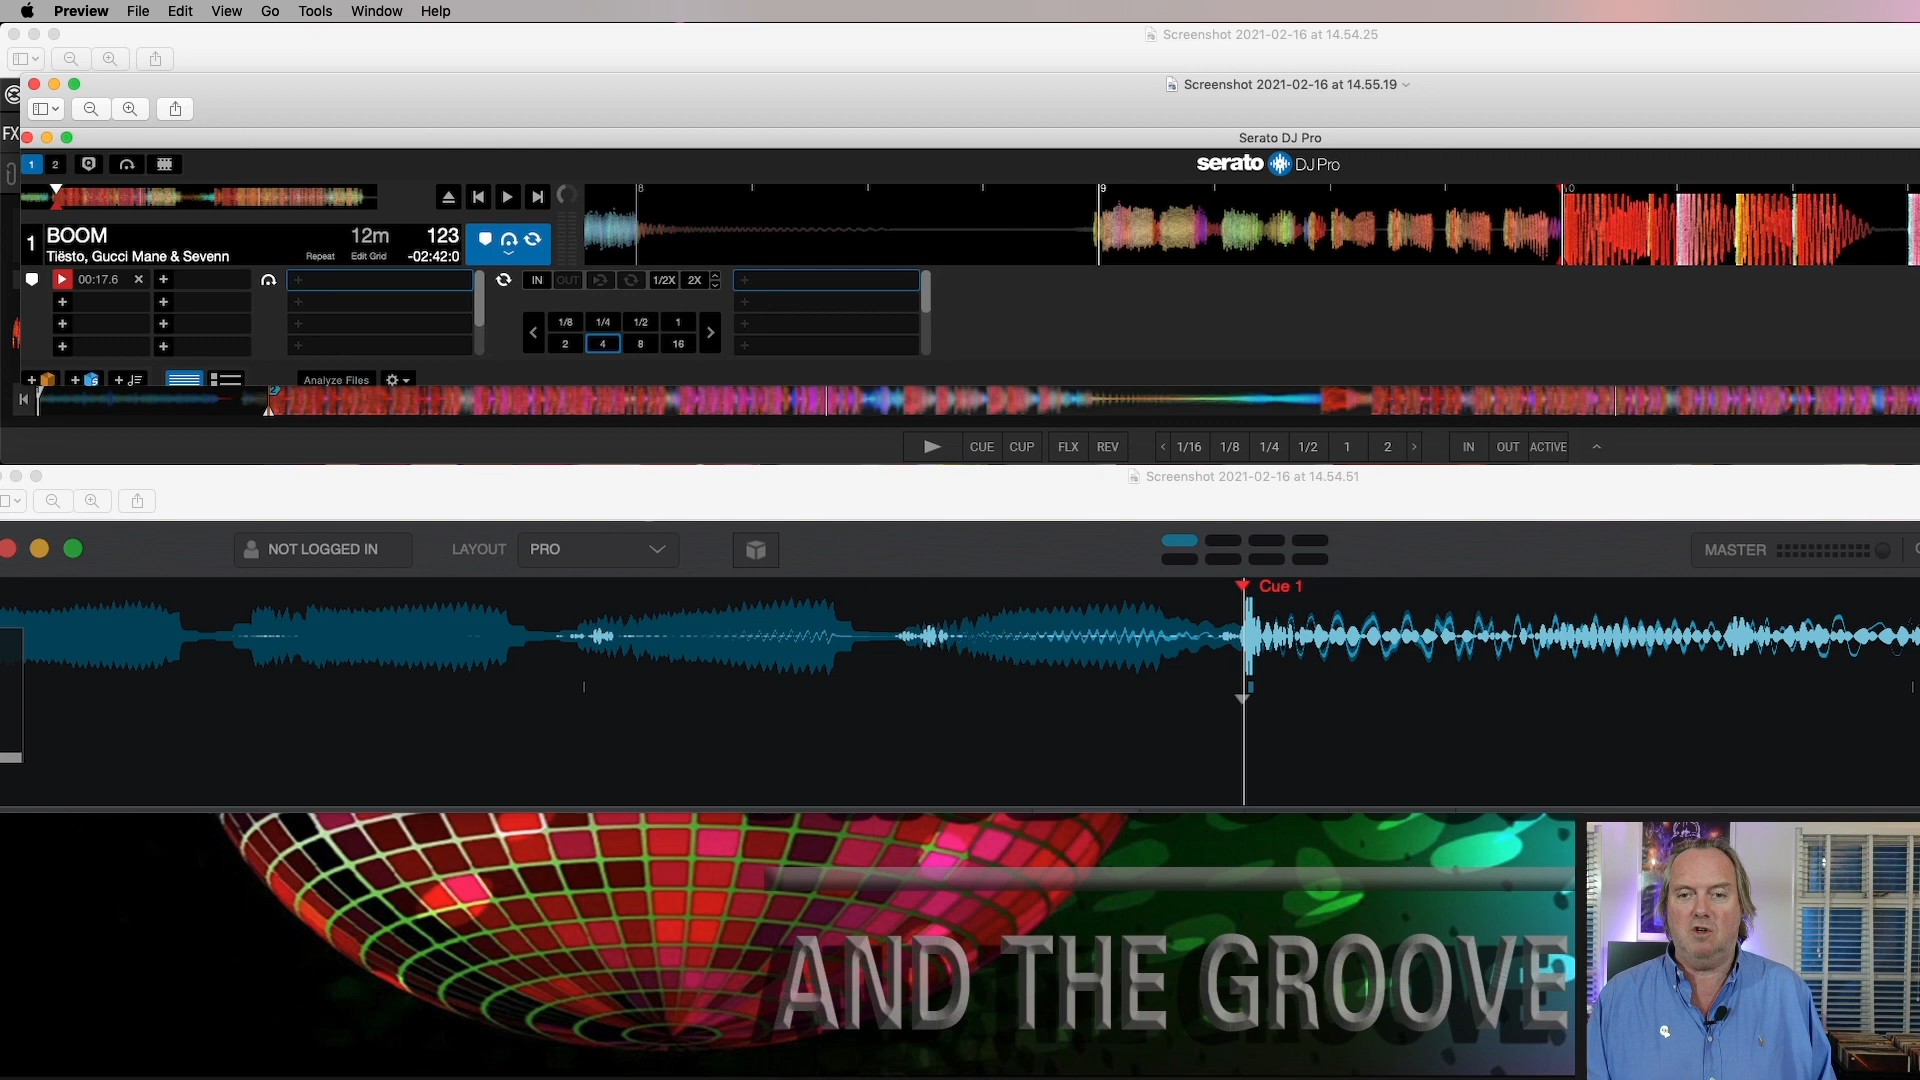 Preview File Edit View Go Tools Window Help
Screenshot 2021-02-16 at 14.54.25
Screenshot 2021-02-16 at 14.55.19
FX
Serato DJ Pro
1 2
serato DJ Pro
8 9 10
1 BOOM 12m 123
Tiësto, Gucci Mane & Sevenn Repeat Edit Grid -02:42:0
00:17.6 IN OUT 1/2X 2X
1/8 1/4 1/2 1
2 4 8 16
Analyze Files
CUE CUP FLX REV 1/16 1/8 1/4 1/2 1 2 IN OUT ACTIVE
Screenshot 2021-02-16 at 14.54.51
NOT LOGGED IN LAYOUT PRO MASTER
Cue 1
AND THE GROOVE